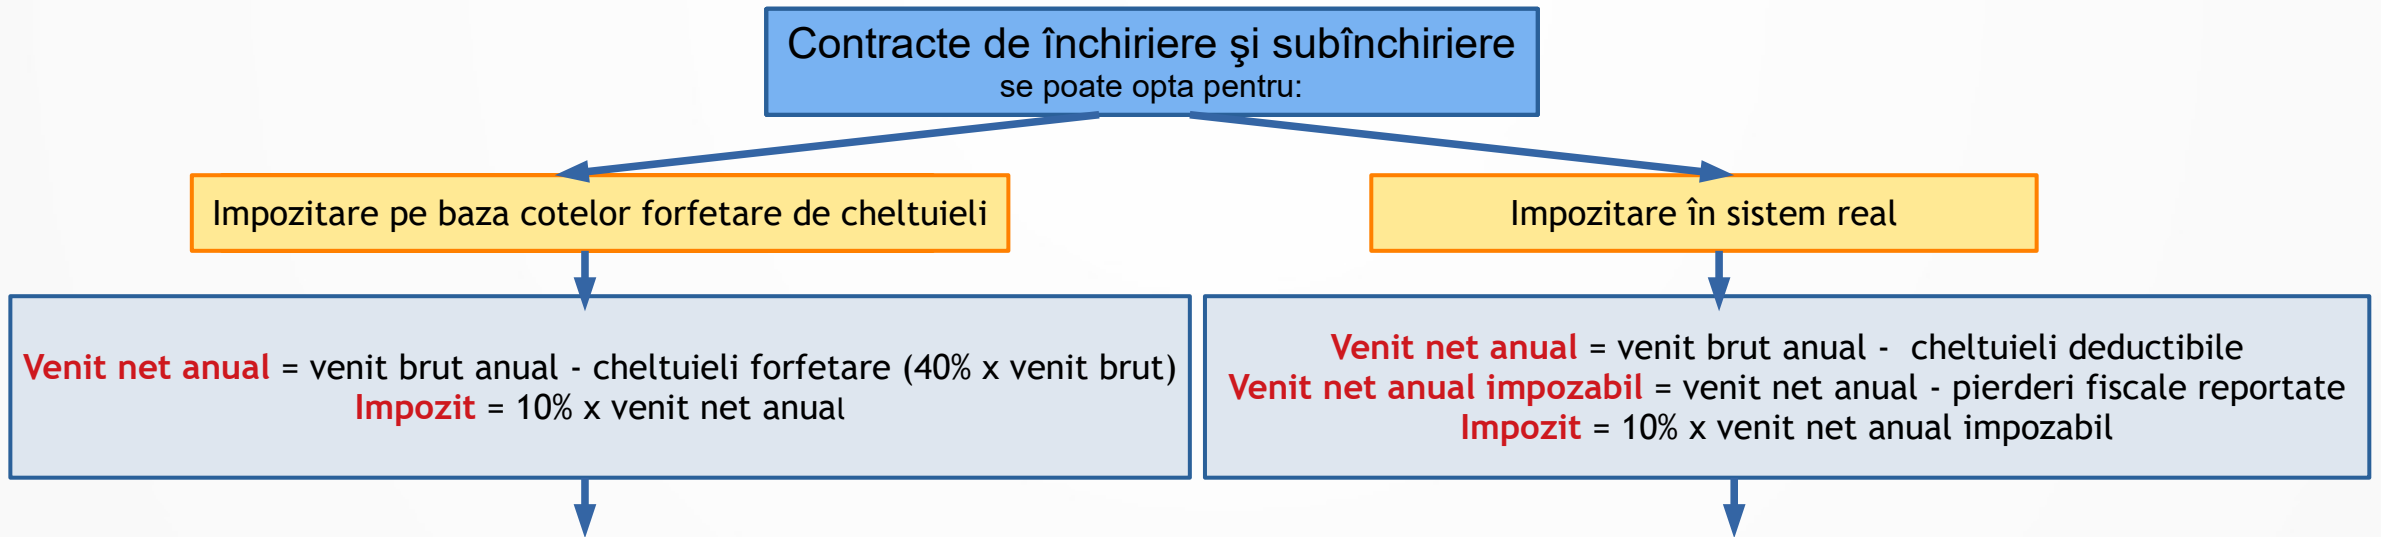 Contracte de închiriere şi subînchiriere
se poate opta pentru:
Impozitare pe baza cotelor forfetare de cheltuieli
Impozitare în sistem real
Venit net anual = venit brut anual - cheltuieli forfetare (40% x venit brut)
Impozit = 10% x venit net anual
Venit net anual = venit brut anual - cheltuieli deductibile
Venit net anual impozabil = venit net anual - pierderi fiscale reportate
Impozit = 10% x venit net anual impozabil